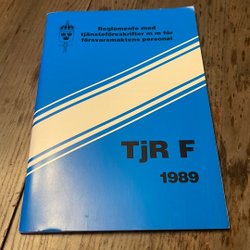 Reglemente med
tjänsteföreskrifter m m för
försvarsmaktens personal
TjR F
1989